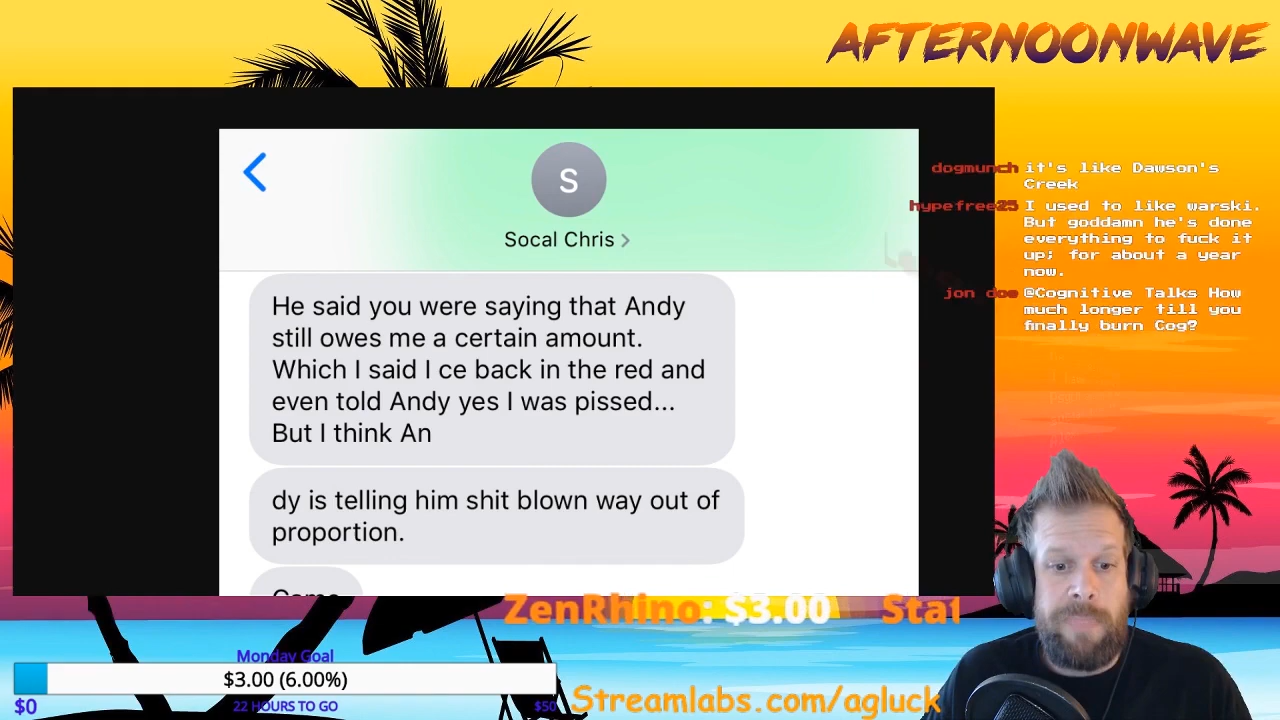 AFTERNOONWAVE
S
Socal Chris
He said you were saying that Andy
still owes me a certain amount.
Which I said I ce back in the red and
even told Andy yes I was pissed...
But I think An
dy is telling him shit blown way out of
proportion.
dogmunch it's like Dawson's
Creek
hypefree25 I used to like warski.
But goddamn he's done
everything to fuck it
up; for about a year
now.
jon doe @Cognitive Talks How
much longer till you
finally burn Cog?
ZenRhino: $3.00
Monday Goal
$3.00 (6.00%)
$0 22 HOURS TO GO $50
Streamlabs.com/agluck